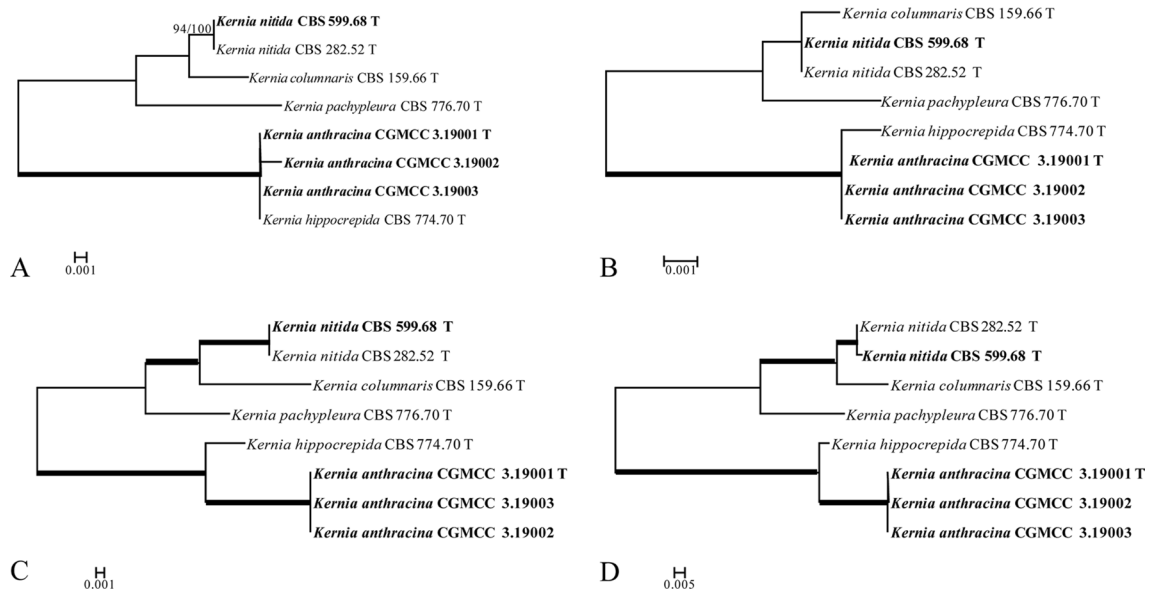 94/100
Kernia nitida CBS 599.68 T
Kernia nitida CBS 282.52 T
Kernia columnaris CBS 159.66 T
Kernia pachypleura CBS 776.70 T
Kernia anthracina CGMCC 3.19001 T
Kernia anthracina CGMCC 3.19002
Kernia anthracina CGMCC 3.19003
Kernia hippocrepida CBS 774.70 T
A
0.001
Kernia columnaris CBS 159.66 T
Kernia nitida CBS 599.68 T
Kernia nitida CBS 282.52 T
Kernia pachypleura CBS 776.70 T
Kernia hippocrepida CBS 774.70 T
Kernia anthracina CGMCC 3.19001 T
Kernia anthracina CGMCC 3.19002
Kernia anthracina CGMCC 3.19003
B
0.001
Kernia nitida CBS 599.68 T
Kernia nitida CBS 282.52 T
Kernia columnaris CBS 159.66 T
Kernia pachypleura CBS 776.70 T
Kernia hippocrepida CBS 774.70 T
Kernia anthracina CGMCC 3.19001 T
Kernia anthracina CGMCC 3.19003
Kernia anthracina CGMCC 3.19002
C
0.001
Kernia nitida CBS 282.52 T
Kernia nitida CBS 599.68 T
Kernia columnaris CBS 159.66 T
Kernia pachypleura CBS 776.70 T
Kernia hippocrepida CBS 774.70 T
Kernia anthracina CGMCC 3.19001 T
Kernia anthracina CGMCC 3.19002
Kernia anthracina CGMCC 3.19003
D
0.005